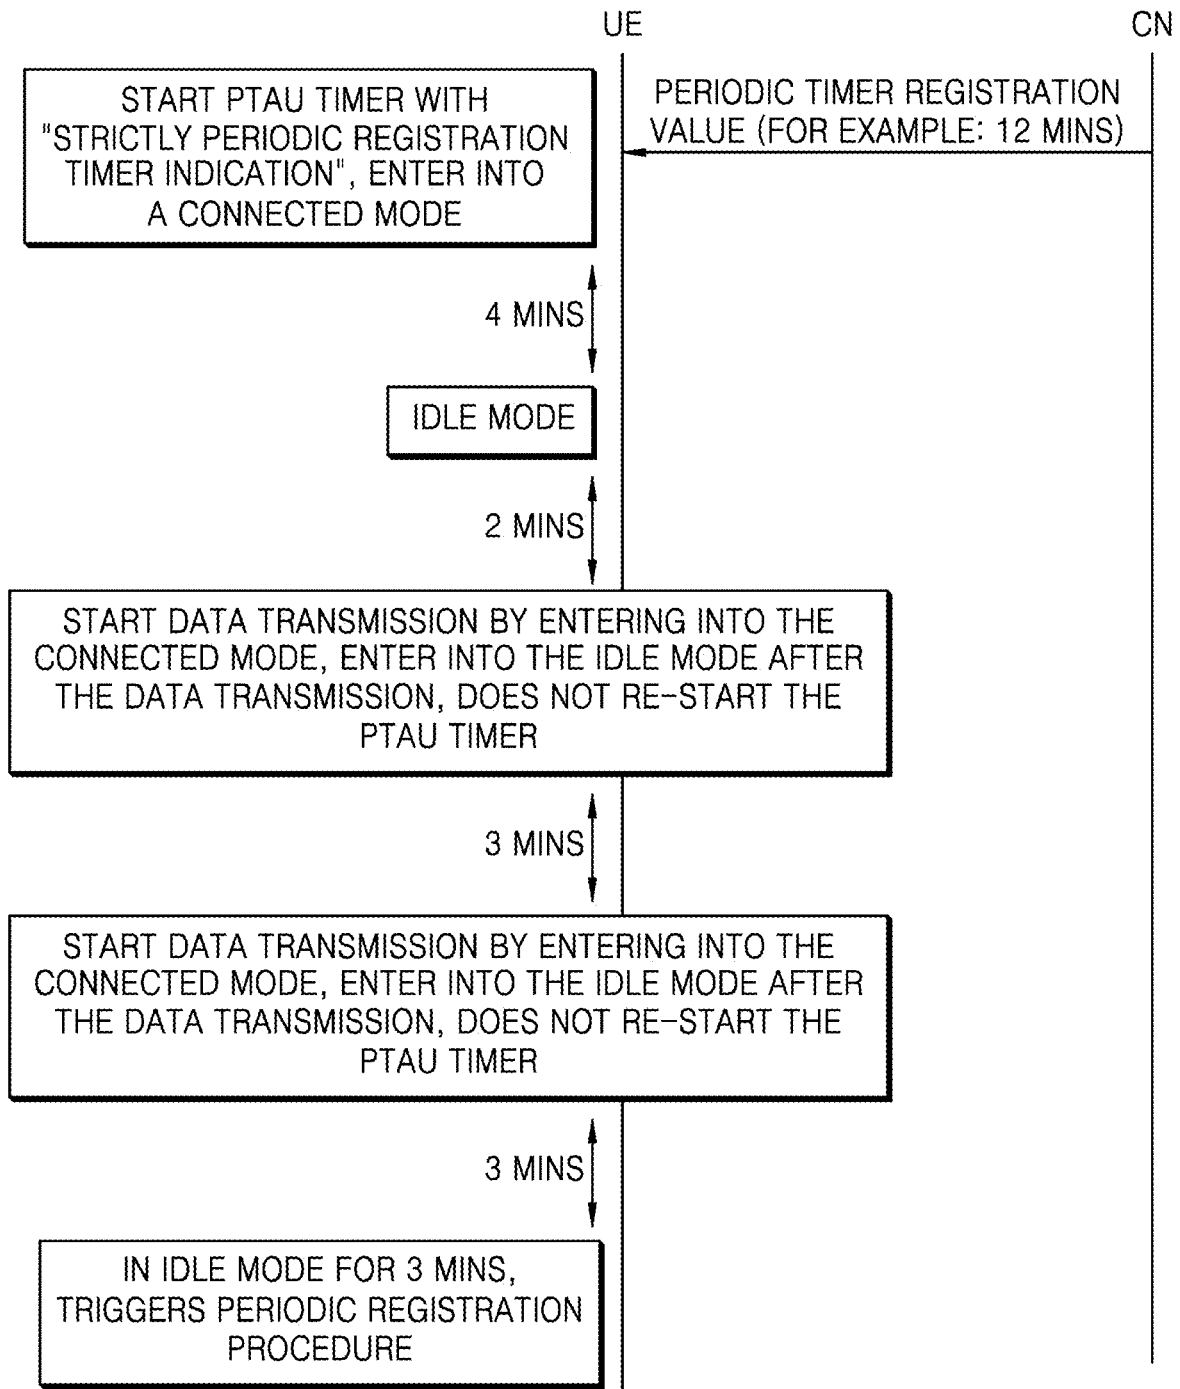 UE
CN
START PTAU TIMER WITH
"STRICTLY PERIODIC REGISTRATION
TIMER INDICATION", ENTER INTO
A CONNECTED MODE
PERIODIC TIMER REGISTRATION
VALUE (FOR EXAMPLE: 12 MINS)
4 MINS
IDLE MODE
2 MINS
START DATA TRANSMISSION BY ENTERING INTO THE
CONNECTED MODE, ENTER INTO THE IDLE MODE AFTER
THE DATA TRANSMISSION, DOES NOT RE-START THE
PTAU TIMER
3 MINS
START DATA TRANSMISSION BY ENTERING INTO THE
CONNECTED MODE, ENTER INTO THE IDLE MODE AFTER
THE DATA TRANSMISSION, DOES NOT RE-START THE
PTAU TIMER
3 MINS
IN IDLE MODE FOR 3 MINS,
TRIGGERS PERIODIC REGISTRATION
PROCEDURE